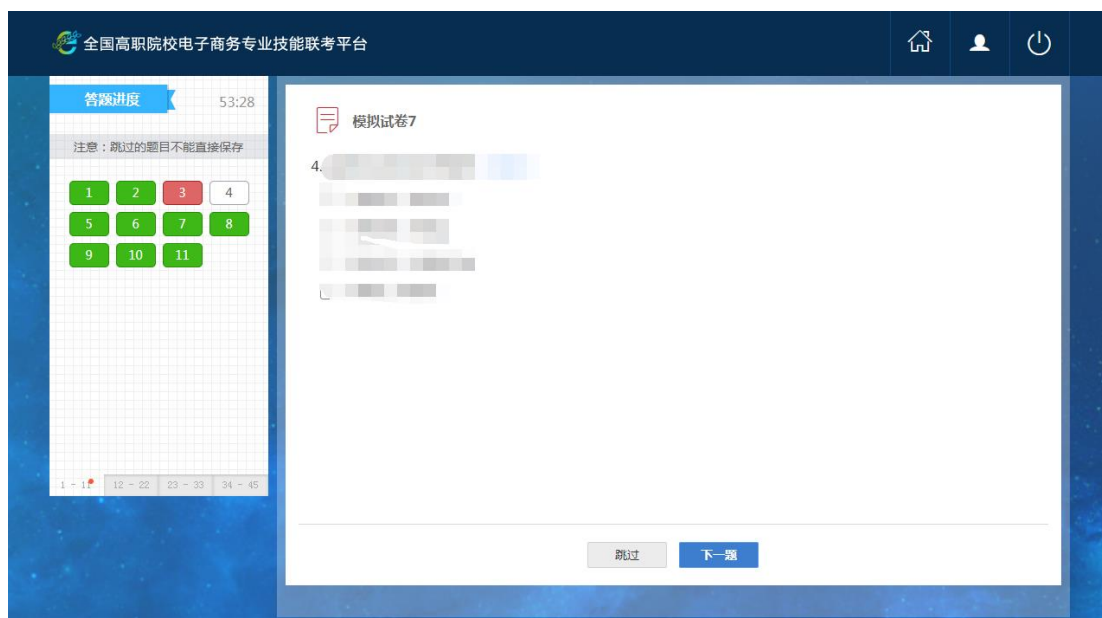 全国高职院校电子商务专业技能联考平台
答题进度
53:28
注意：跳过的题目不能直接保存
1 2 3 4
5 6 7 8
9 10 11
1 - 11 12 - 22 23 - 33 34 - 45
模拟试卷7
4.
跳过
下一题